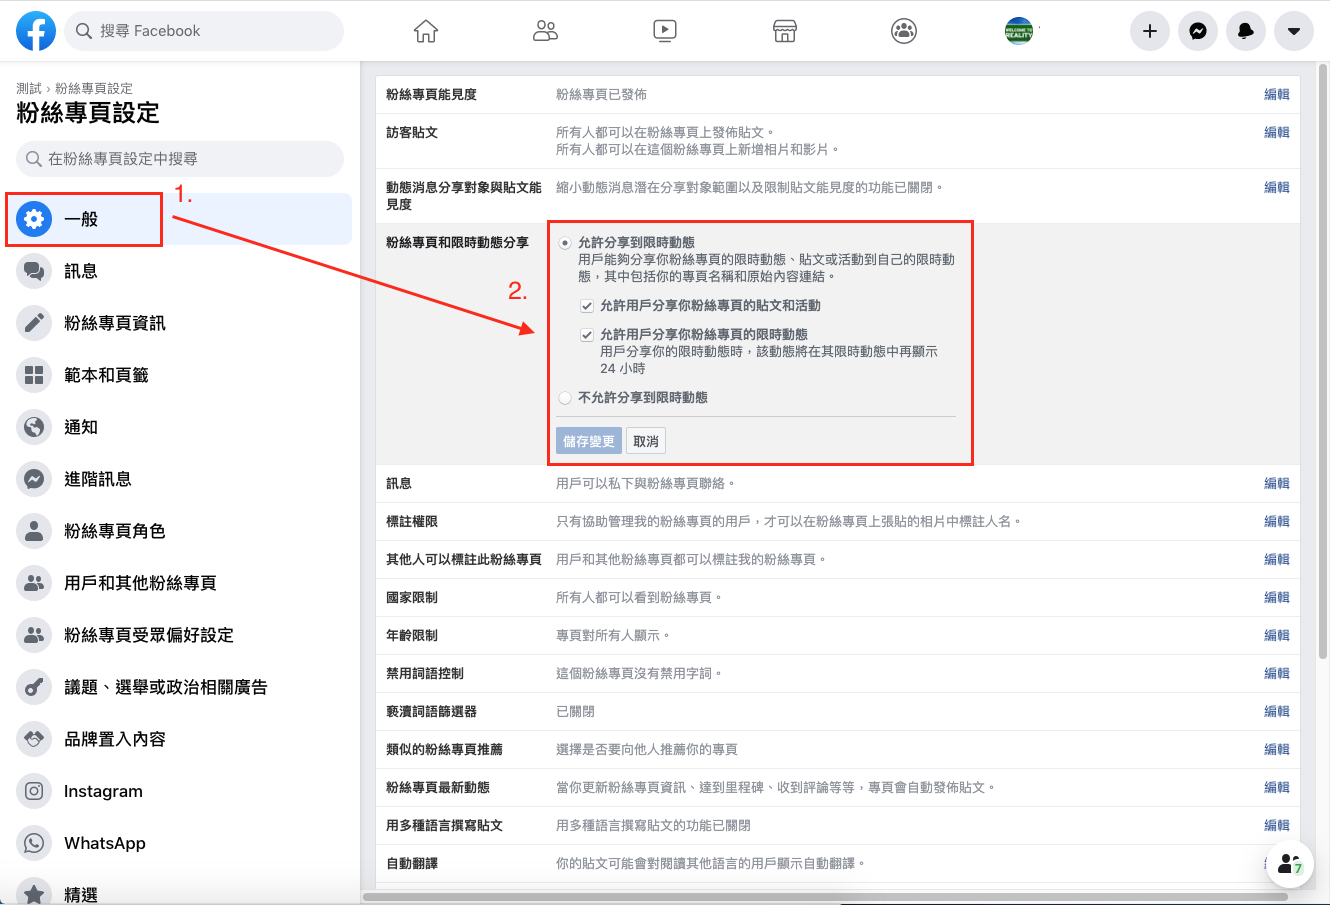 搜尋 Facebook
WELCOME TO
REALITY
測試 › 粉絲專頁設定
粉絲專頁設定
在粉絲專頁設定中搜尋
1.
一般
訊息
粉絲專頁資訊
範本和頁籤
通知
進階訊息
粉絲專頁角色
用戶和其他粉絲專頁
粉絲專頁受眾偏好設定
議題、選舉或政治相關廣告
品牌置入內容
Instagram
WhatsApp
精選
粉絲專頁能見度 粉絲專頁已發佈 編輯
訪客貼文 所有人都可以在粉絲專頁上發佈貼文。 編輯
所有人都可以在這個粉絲專頁上新增相片和影片。
動態消息分享對象與貼文能 縮小動態消息潛在分享對象範圍以及限制貼文能見度的功能已關閉。 編輯
見度
粉絲專頁和限時動態分享 允許分享到限時動態
用戶能夠分享你粉絲專頁的限時動態、貼文或活動到自己的限時動
態，其中包括你的專頁名稱和原始內容連結。
2.
允許用戶分享你粉絲專頁的貼文和活動
允許用戶分享你粉絲專頁的限時動態
用戶分享你的限時動態時，該動態將在其限時動態中再顯示
24 小時
不允許分享到限時動態
儲存變更 取消
訊息 用戶可以私下與粉絲專頁聯絡。 編輯
標註權限 只有協助管理我的粉絲專頁的用戶，才可以在粉絲專頁上張貼的相片中標註人名。 編輯
其他人可以標註此粉絲專頁 用戶和其他粉絲專頁都可以標註我的粉絲專頁。 編輯
國家限制 所有人都可以看到粉絲專頁。 編輯
年齡限制 專頁對所有人顯示。 編輯
禁用詞語控制 這個粉絲專頁沒有禁用字詞。 編輯
褻瀆詞語篩選器 已關閉 編輯
類似的粉絲專頁推薦 選擇是否要向他人推薦你的專頁 編輯
粉絲專頁最新動態 當你更新粉絲專頁資訊、達到里程碑、收到評論等等，專頁會自動發佈貼文。 編輯
用多種語言撰寫貼文 用多種語言撰寫貼文的功能已關閉 編輯
自動翻譯 你的貼文可能會對閱讀其他語言的用戶顯示自動翻譯。
7